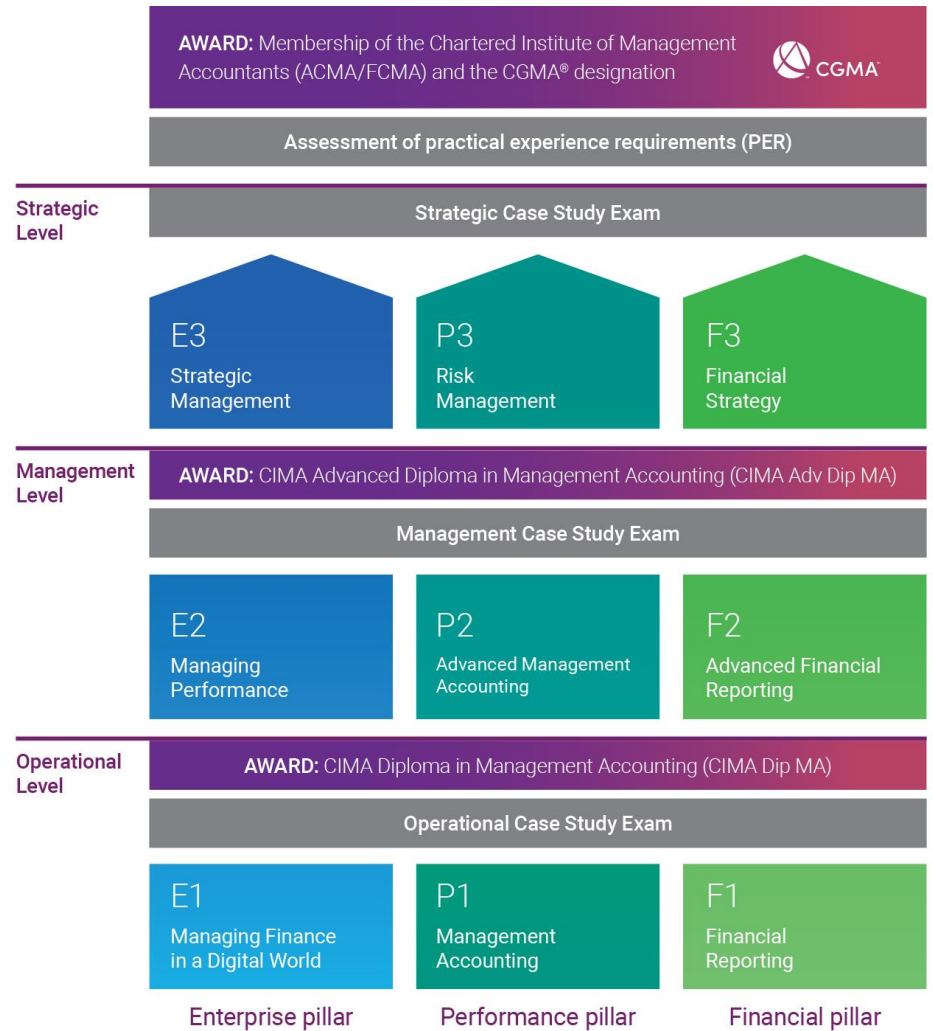 AWARD: Membership of the Chartered Institute of Management
Accountants (ACMA/FCMA) and the CGMA® designation
CGMA™
Assessment of practical experience requirements (PER)
Strategic
Level
Strategic Case Study Exam
E3
Strategic
Management
P3
Risk
Management
F3
Financial
Strategy
Management
Level
AWARD: CIMA Advanced Diploma in Management Accounting (CIMA Adv Dip MA)
Management Case Study Exam
E2
Managing
Performance
P2
Advanced Management
Accounting
F2
Advanced Financial
Reporting
Operational
Level
AWARD: CIMA Diploma in Management Accounting (CIMA Dip MA)
Operational Case Study Exam
E1
Managing Finance
in a Digital World
P1
Management
Accounting
F1
Financial
Reporting
Enterprise pillar
Performance pillar
Financial pillar